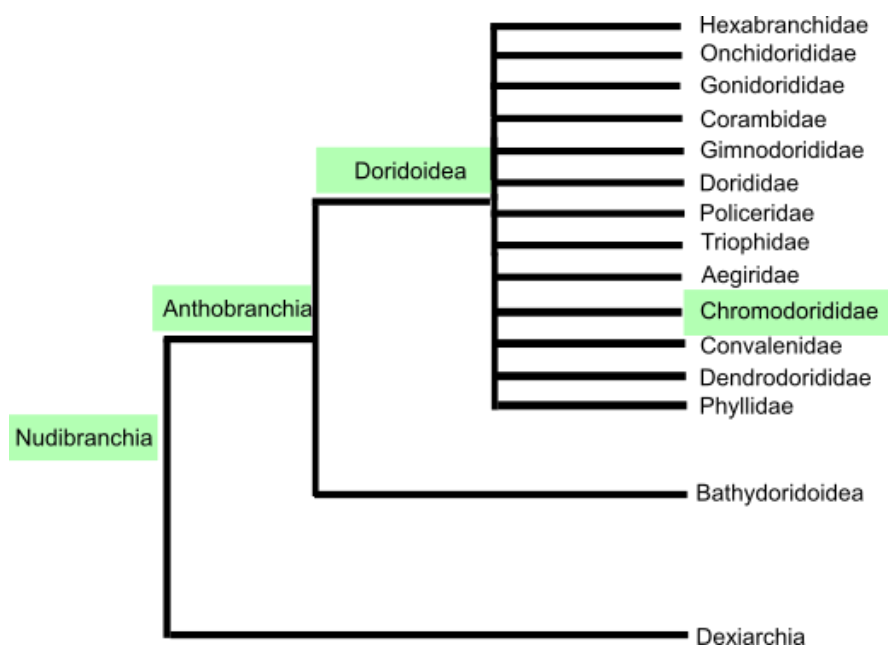 Hexabranchidae
Onchidorididae
Gonidorididae
Corambidae
Gimnodorididae
Doridoidea
Dorididae
Policeridae
Triophidae
Aegiridae
Anthobranchia
Chromodorididae
Convalenidae
Dendrodorididae
Phyllidae
Nudibranchia
Bathydoridoidea
Dexiarchia